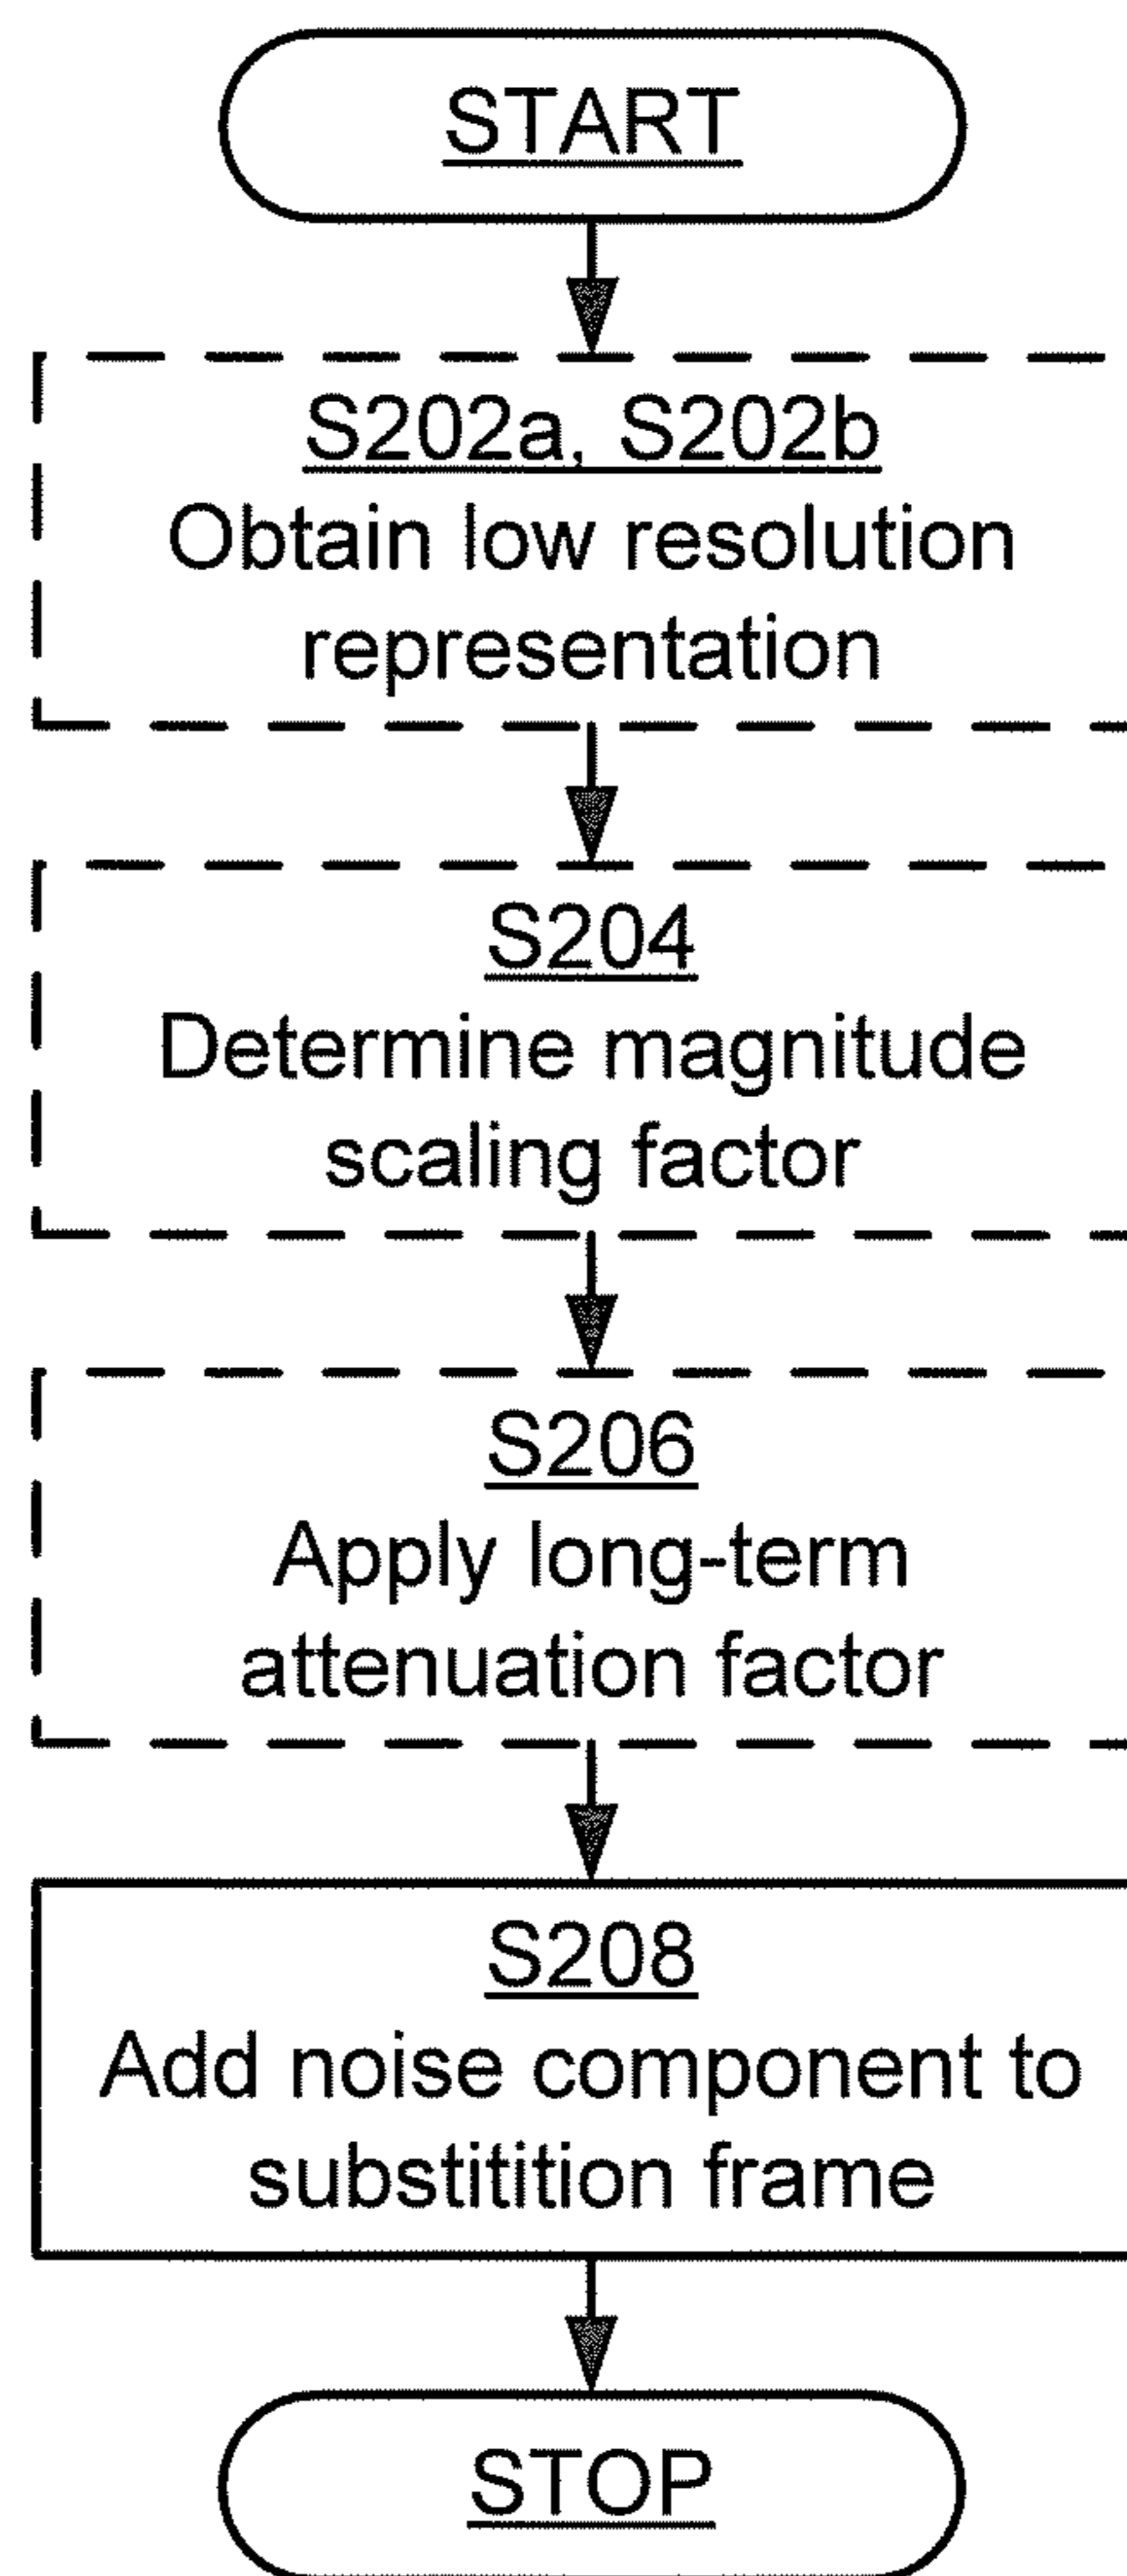 START
S202a, S202b
Obtain low resolution
representation
S204
Determine magnitude
scaling factor
S206
Apply long-term
attenuation factor
S208
Add noise component to
substitition frame
STOP